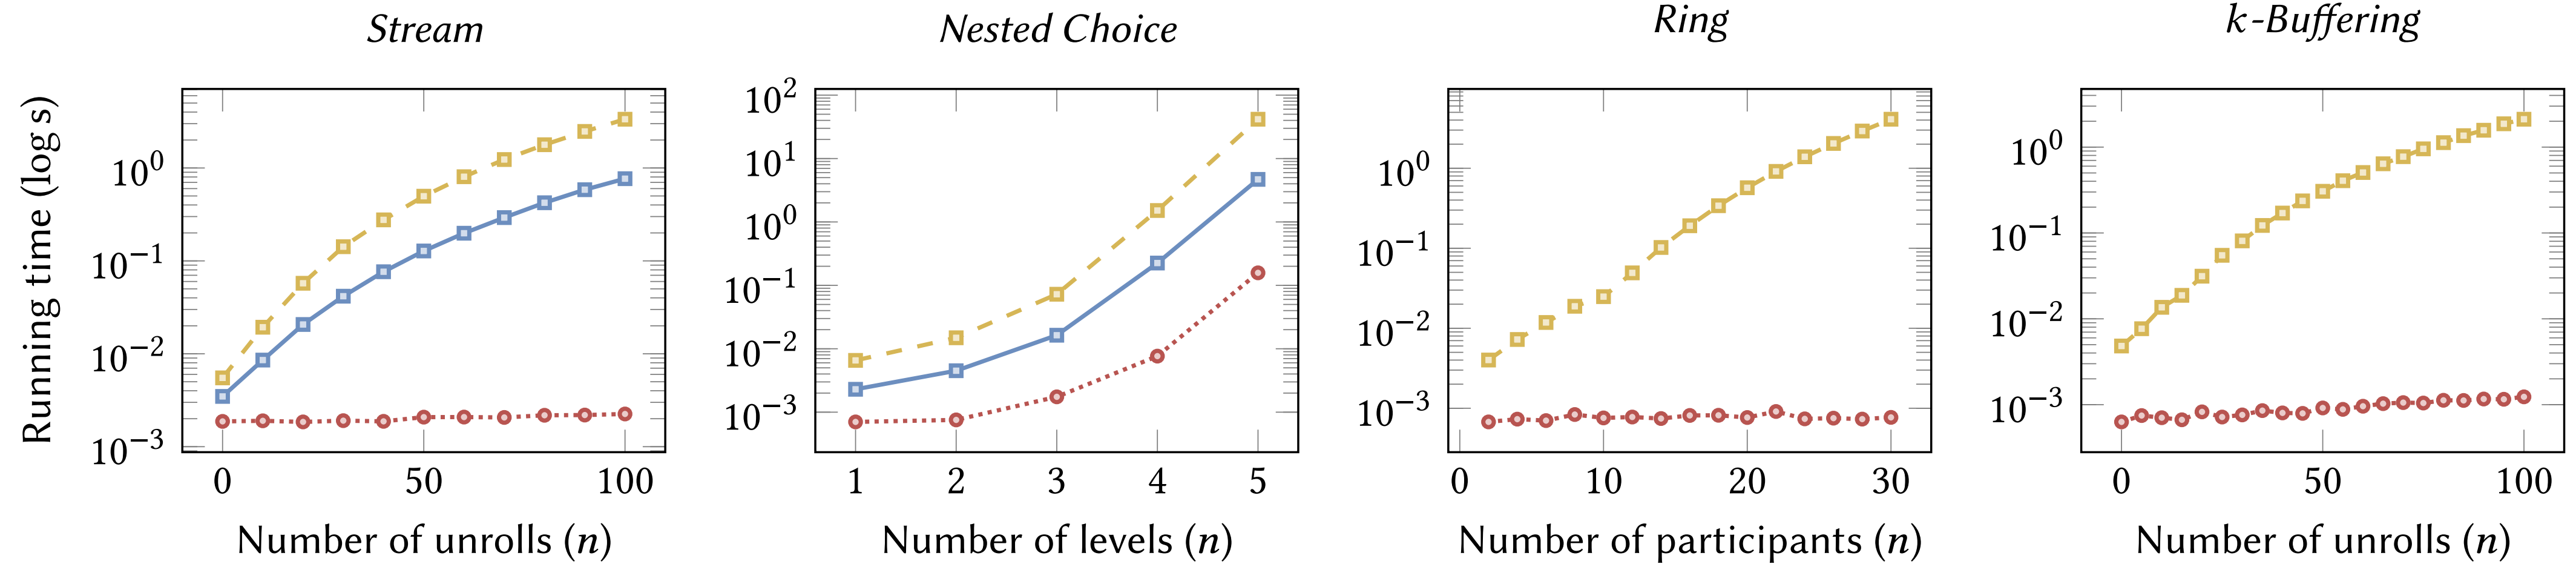 Stream
Nested Choice
Ring
k-Buffering
Running time (log s)
10^0
10^−1
10^−2
10^−3
0 50 100
Number of unrolls (n)
10^2
10^1
10^0
10^−1
10^−2
10^−3
1 2 3 4 5
Number of levels (n)
10^0
10^−1
10^−2
10^−3
0 10 20 30
Number of participants (n)
10^0
10^−1
10^−2
10^−3
0 50 100
Number of unrolls (n)